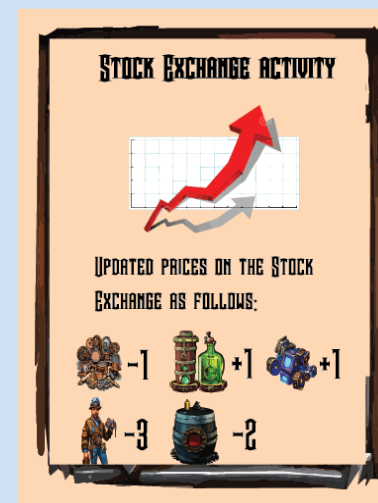 Stock Exchange activity
Updated prices on the Stock
Exchange as follows:
-1 +1 +1
-3 -2